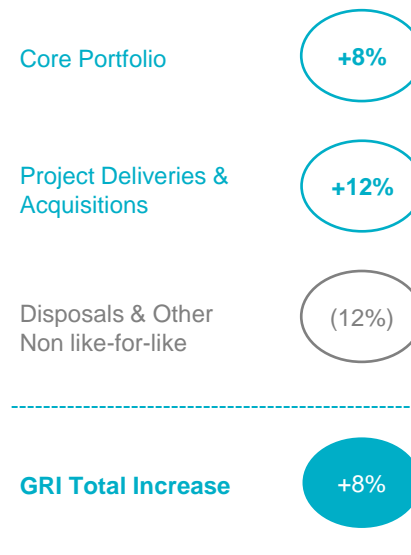 Core Portfolio
+8%
Project Deliveries &
Acquisitions
+12%
Disposals & Other
Non like-for-like
(12%)
GRI Total Increase
+8%